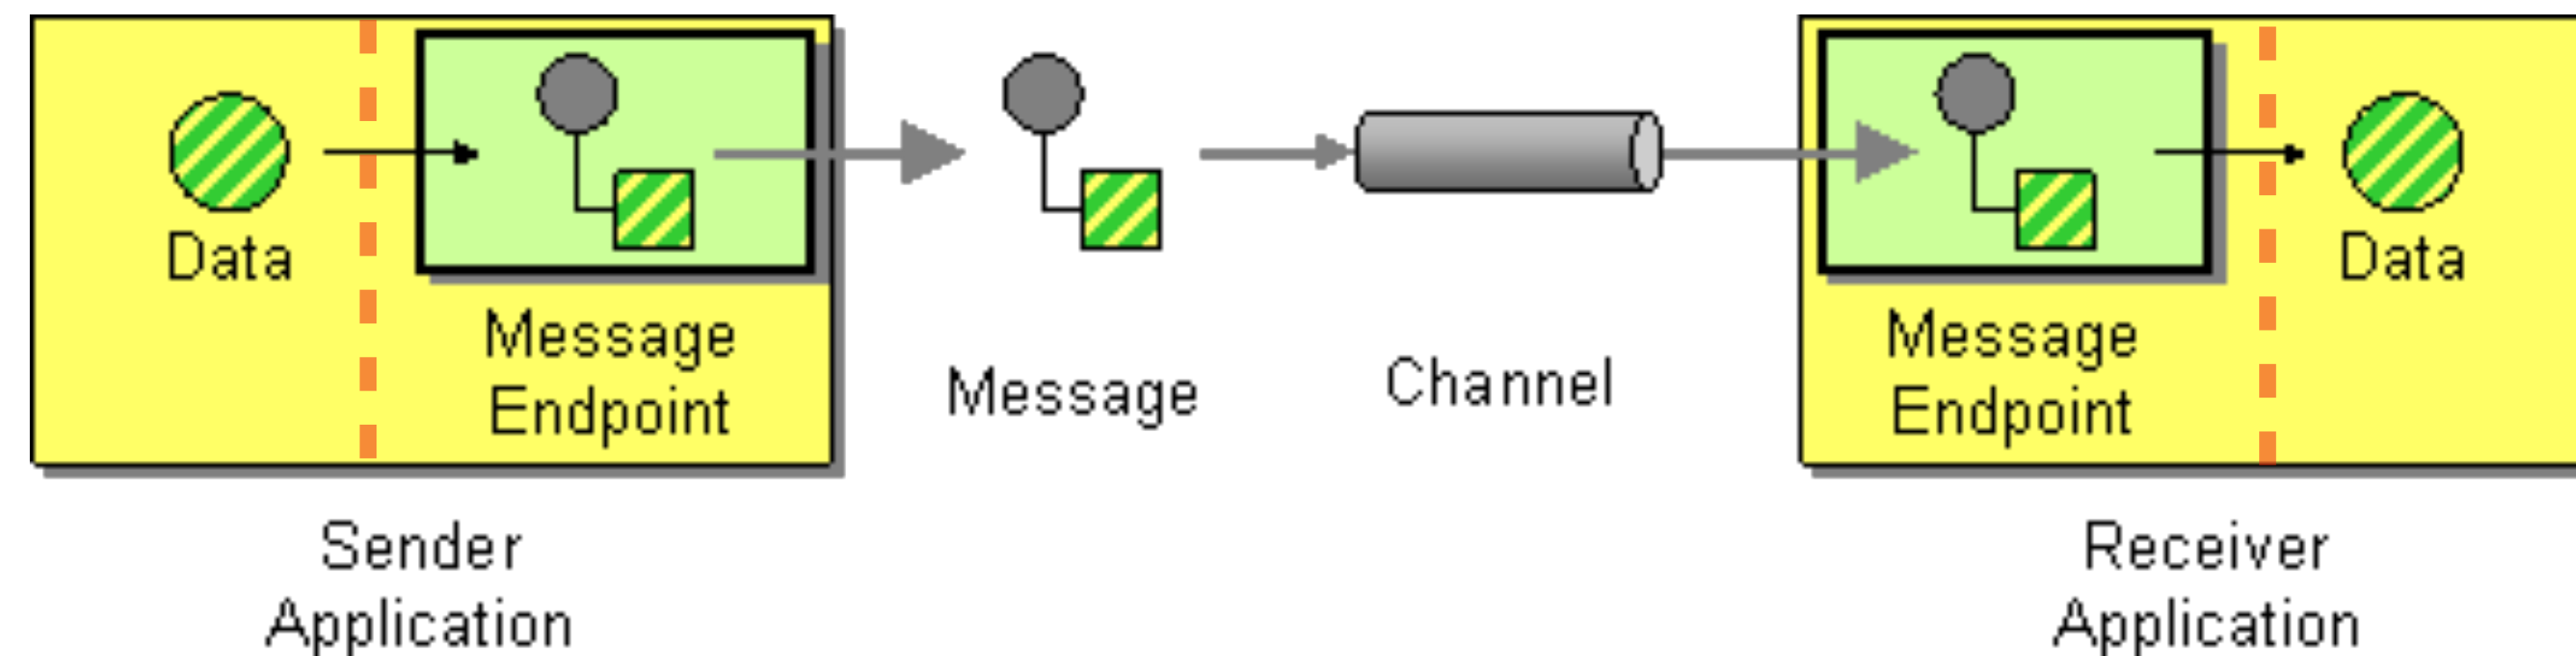 Data
Message
Endpoint
Message
Channel
Message
Endpoint
Data
Sender
Application
Receiver
Application